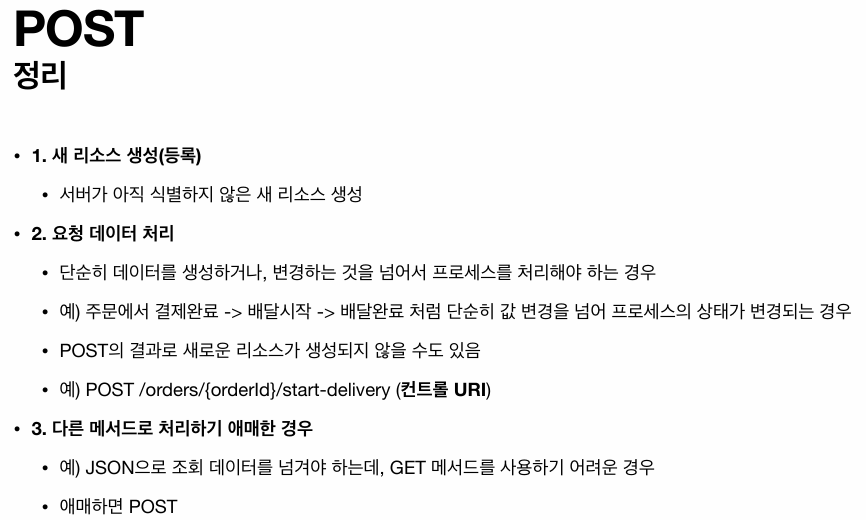 POST
정리
• 1. 새 리소스 생성(등록)
• 서버가 아직 식별하지 않은 새 리소스 생성
• 2. 요청 데이터 처리
• 단순히 데이터를 생성하거나, 변경하는 것을 넘어서 프로세스를 처리해야 하는 경우
• 예) 주문에서 결제완료 -> 배달시작 -> 배달완료 처럼 단순히 값 변경을 넘어 프로세스의 상태가 변경되는 경우
• POST의 결과로 새로운 리소스가 생성되지 않을 수도 있음
• 예) POST /orders/{orderId}/start-delivery (컨트롤 URI)
• 3. 다른 메서드로 처리하기 애매한 경우
• 예) JSON으로 조회 데이터를 넘겨야 하는데, GET 메서드를 사용하기 어려운 경우
• 애매하면 POST